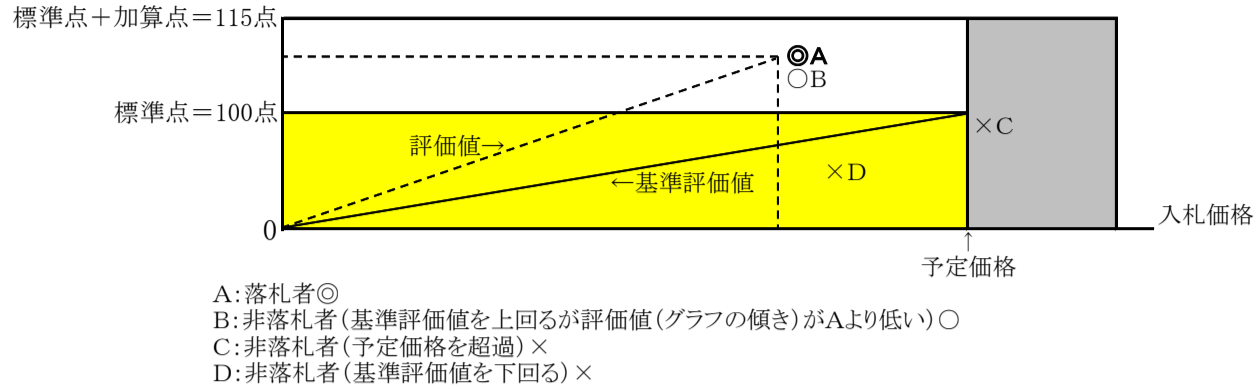 標準点＋加算点＝115点
◎A
○B
標準点＝100点
×C
評価値→
×D
←基準評価値
0
入札価格
↑
予定価格
A:落札者◎
B:非落札者(基準評価値を上回るが評価値(グラフの傾き)がAより低い)○
C:非落札者(予定価格を超過)×
D:非落札者(基準評価値を下回る)×